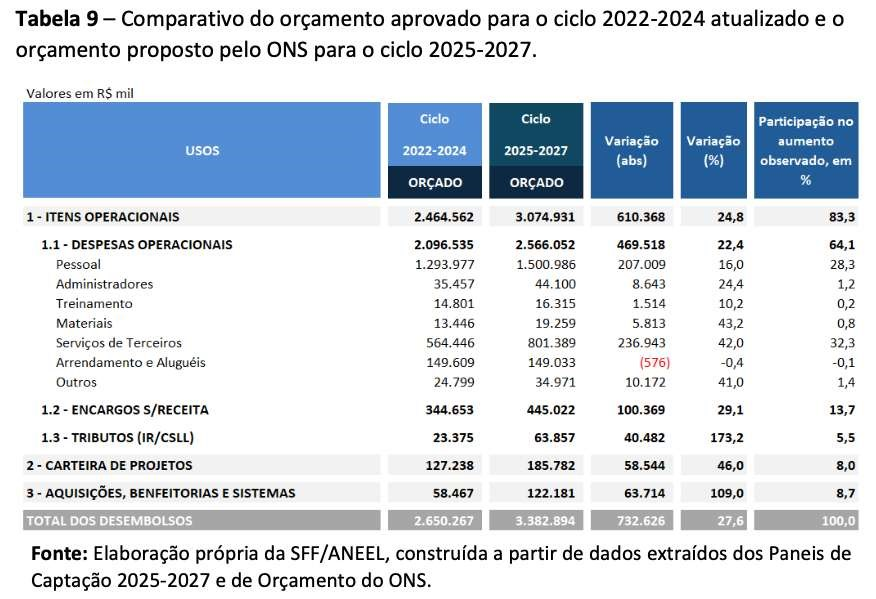 Tabela 9 – Comparativo do orçamento aprovado para o ciclo 2022-2024 atualizado e o
orçamento proposto pelo ONS para o ciclo 2025-2027.
Valores em R$ mil
USOS Ciclo 2022-2024 ORÇADO Ciclo 2025-2027 ORÇADO Variação (abs) Variação (%) Participação no aumento observado, em %
1 - ITENS OPERACIONAIS 2.464.562 3.074.931 610.368 24,8 83,3
1.1 - DESPESAS OPERACIONAIS 2.096.535 2.566.052 469.518 22,4 64,1
Pessoal 1.293.977 1.500.986 207.009 16,0 28,3
Administradores 35.457 44.100 8.643 24,4 1,2
Treinamento 14.801 16.315 1.514 10,2 0,2
Materiais 13.446 19.259 5.813 43,2 0,8
Serviços de Terceiros 564.446 801.389 236.943 42,0 32,3
Arrendamento e Aluguéis 149.609 149.033 (576) -0,4 -0,1
Outros 24.799 34.971 10.172 41,0 1,4
1.2 - ENCARGOS S/RECEITA 344.653 445.022 100.369 29,1 13,7
1.3 - TRIBUTOS (IR/CSLL) 23.375 63.857 40.482 173,2 5,5
2 - CARTEIRA DE PROJETOS 127.238 185.782 58.544 46,0 8,0
3 - AQUISIÇÕES, BENFEITORIAS E SISTEMAS 58.467 122.181 63.714 109,0 8,7
TOTAL DOS DESEMBOLSOS 2.650.267 3.382.894 732.626 27,6 100,0
Fonte: Elaboração própria da SFF/ANEEL, construída a partir de dados extraídos dos Paneis de
Captação 2025-2027 e de Orçamento do ONS.